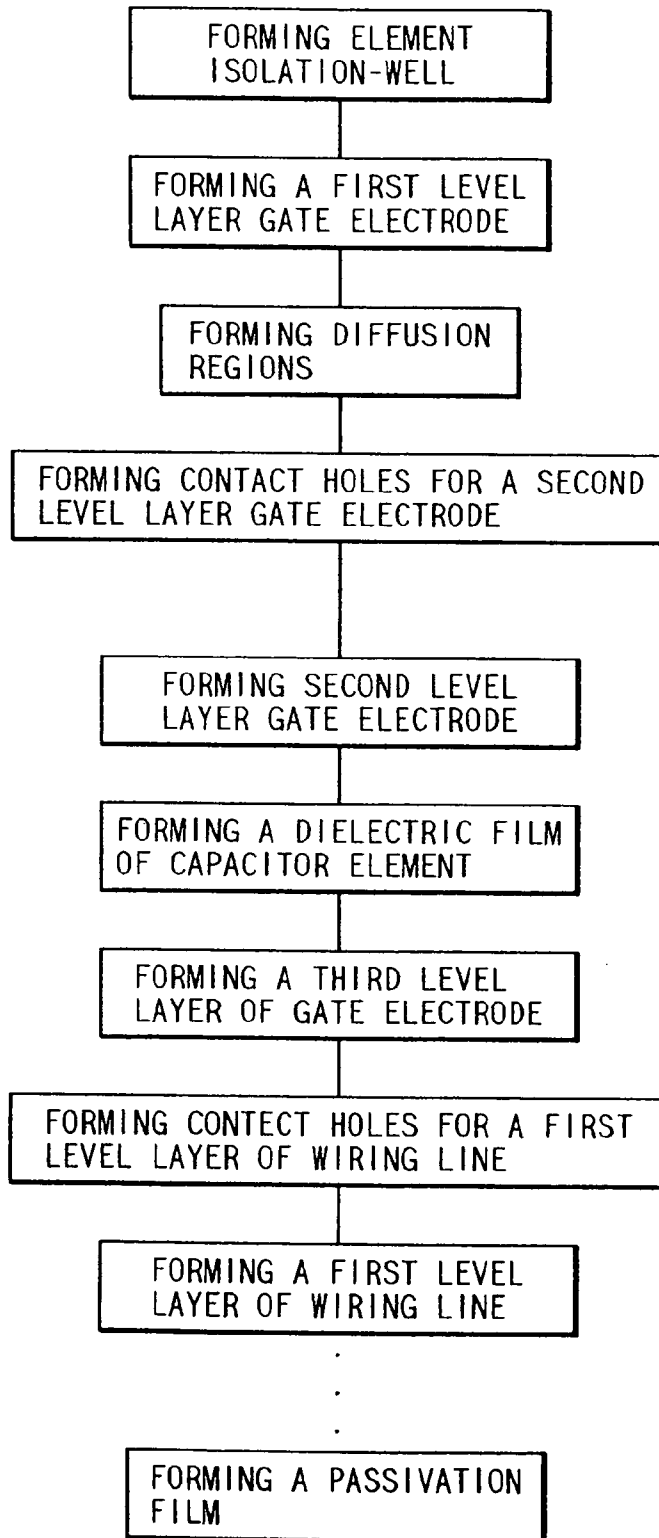 FORMING ELEMENT
ISOLATION-WELL
FORMING A FIRST LEVEL
LAYER GATE ELECTRODE
FORMING DIFFUSION
REGIONS
FORMING CONTACT HOLES FOR A SECOND
LEVEL LAYER GATE ELECTRODE
FORMING SECOND LEVEL
LAYER GATE ELECTRODE
FORMING A DIELECTRIC FILM
OF CAPACITOR ELEMENT
FORMING A THIRD LEVEL
LAYER OF GATE ELECTRODE
FORMING CONTECT HOLES FOR A FIRST
LEVEL LAYER OF WIRING LINE
FORMING A FIRST LEVEL
LAYER OF WIRING LINE
FORMING A PASSIVATION
FILM